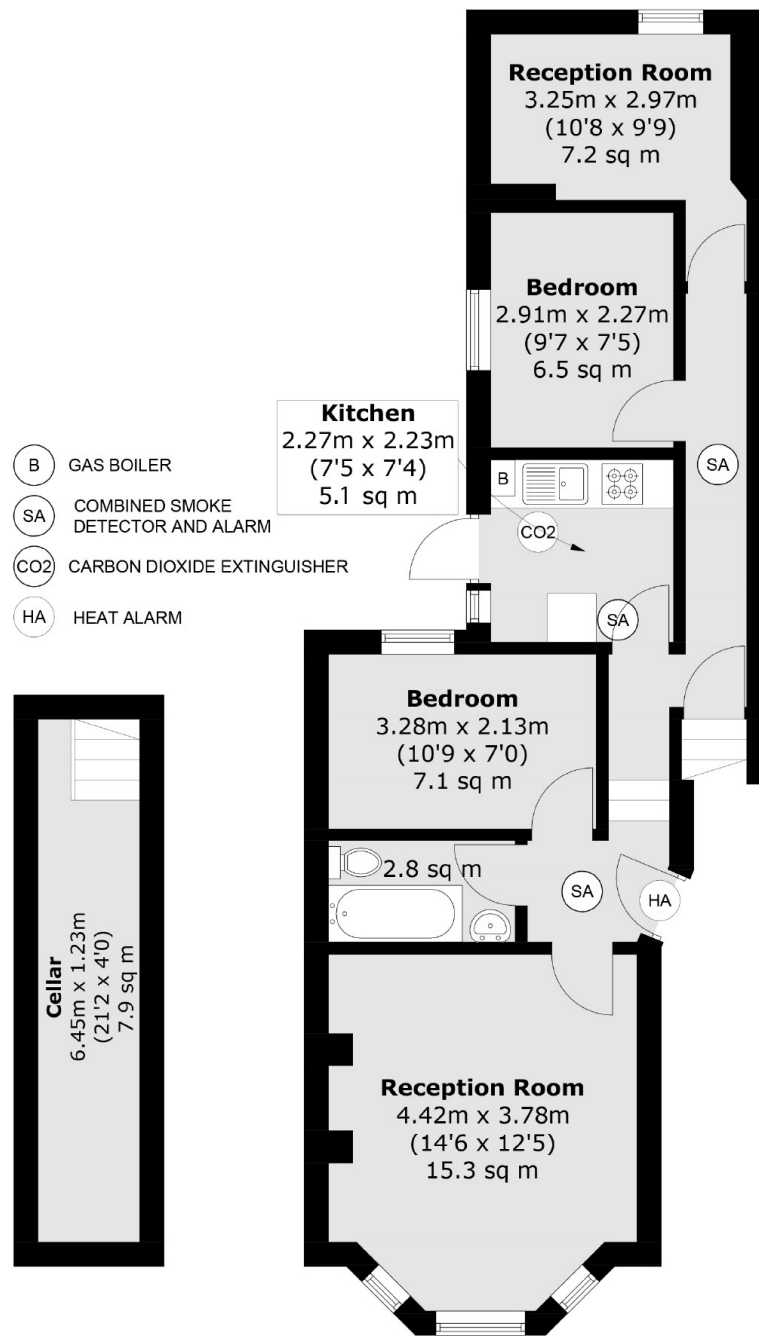 Reception Room
3.25m x 2.97m
(10'8 x 9'9)
7.2 sq m
Bedroom
2.91m x 2.27m
(9'7 x 7'5)
6.5 sq m
Kitchen
2.27m x 2.23m
(7'5 x 7'4)
5.1 sq m
B
SA
CO2
SA
B GAS BOILER
SA COMBINED SMOKE
DETECTOR AND ALARM
CO2 CARBON DIOXIDE EXTINGUISHER
HA HEAT ALARM
Bedroom
3.28m x 2.13m
(10'9 x 7'0)
7.1 sq m
2.8 sq m
SA
HA
Cellar
6.45m x 1.23m
(21'2 x 4'0)
7.9 sq m
Reception Room
4.42m x 3.78m
(14'6 x 12'5)
15.3 sq m